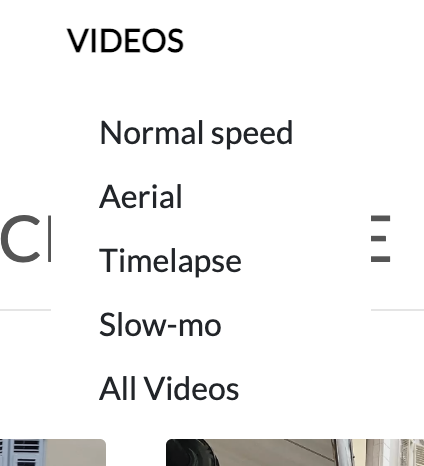 VIDEOS
Normal speed
Aerial
Timelapse
Slow-mo
All Videos